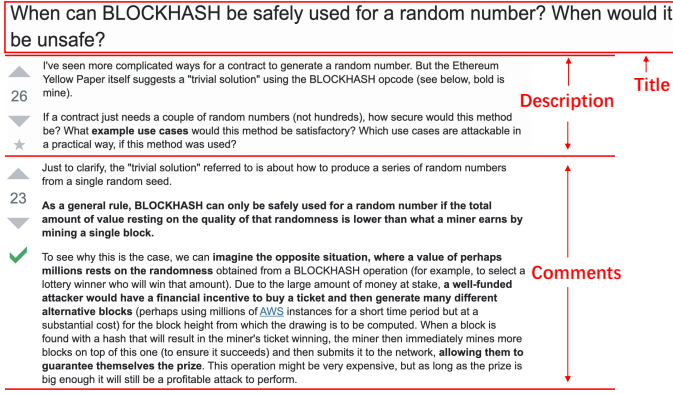 When can BLOCKHASH be safely used for a random number? When would it
be unsafe?
Title
I've seen more complicated ways for a contract to generate a random number. But the Ethereum
Yellow Paper itself suggests a "trivial solution" using the BLOCKHASH opcode (see below, bold is
mine).
26
If a contract just needs a couple of random numbers (not hundreds), how secure would this method
be? What example use cases would this method be satisfactory? Which use cases are attackable in
a practical way, if this method was used?
Description
Just to clarify, the "trivial solution" referred to is about how to produce a series of random numbers
from a single random seed.
23
As a general rule, BLOCKHASH can only be safely used for a random number if the total
amount of value resting on the quality of that randomness is lower than what a miner earns by
mining a single block.
To see why this is the case, we can imagine the opposite situation, where a value of perhaps
millions rests on the randomness obtained from a BLOCKHASH operation (for example, to select a
lottery winner who will win that amount). Due to the large amount of money at stake, a well-funded
attacker would have a financial incentive to buy a ticket and then generate many different
alternative blocks (perhaps using millions of AWS instances for a short time period but at a
substantial cost) for the block height from which the drawing is to be computed. When a block is
found with a hash that will result in the miner's ticket winning, the miner then immediately mines more
blocks on top of this one (to ensure it succeeds) and then submits it to the network, allowing them to
guarantee themselves the prize. This operation might be very expensive, but as long as the prize is
big enough it will still be a profitable attack to perform.
Comments